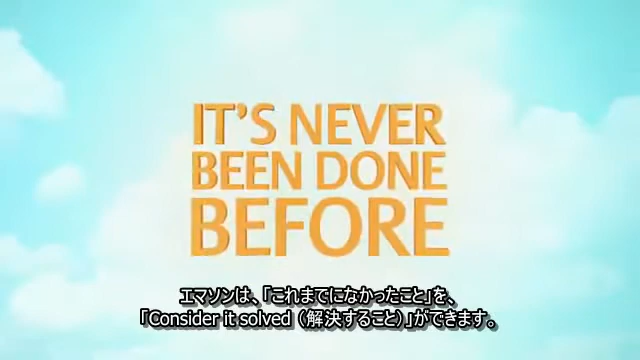 IT'S NEVER
BEEN DONE
BEFORE
エマソンは、「これまでになかったこと」を、
「Consider it solved（解決すること）」ができます。